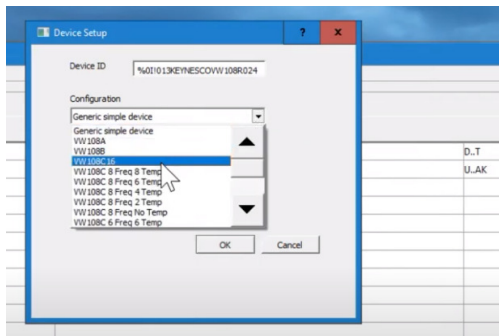 Device Setup
?
x
Device ID
%0I!013KEYNESCOVW108R024
Configuration
Generic simple device
Generic simple device
VW108A
VW108B
VW108C16
VW108C 8 Freq 8 Temp
VW108C 8 Freq 6 Temp
VW108C 8 Freq 4 Temp
VW108C 8 Freq 2 Temp
VW108C 8 Freq No Temp
VW108C 6 Freq 6 Temp
OK
Cancel
D..T
U..AK